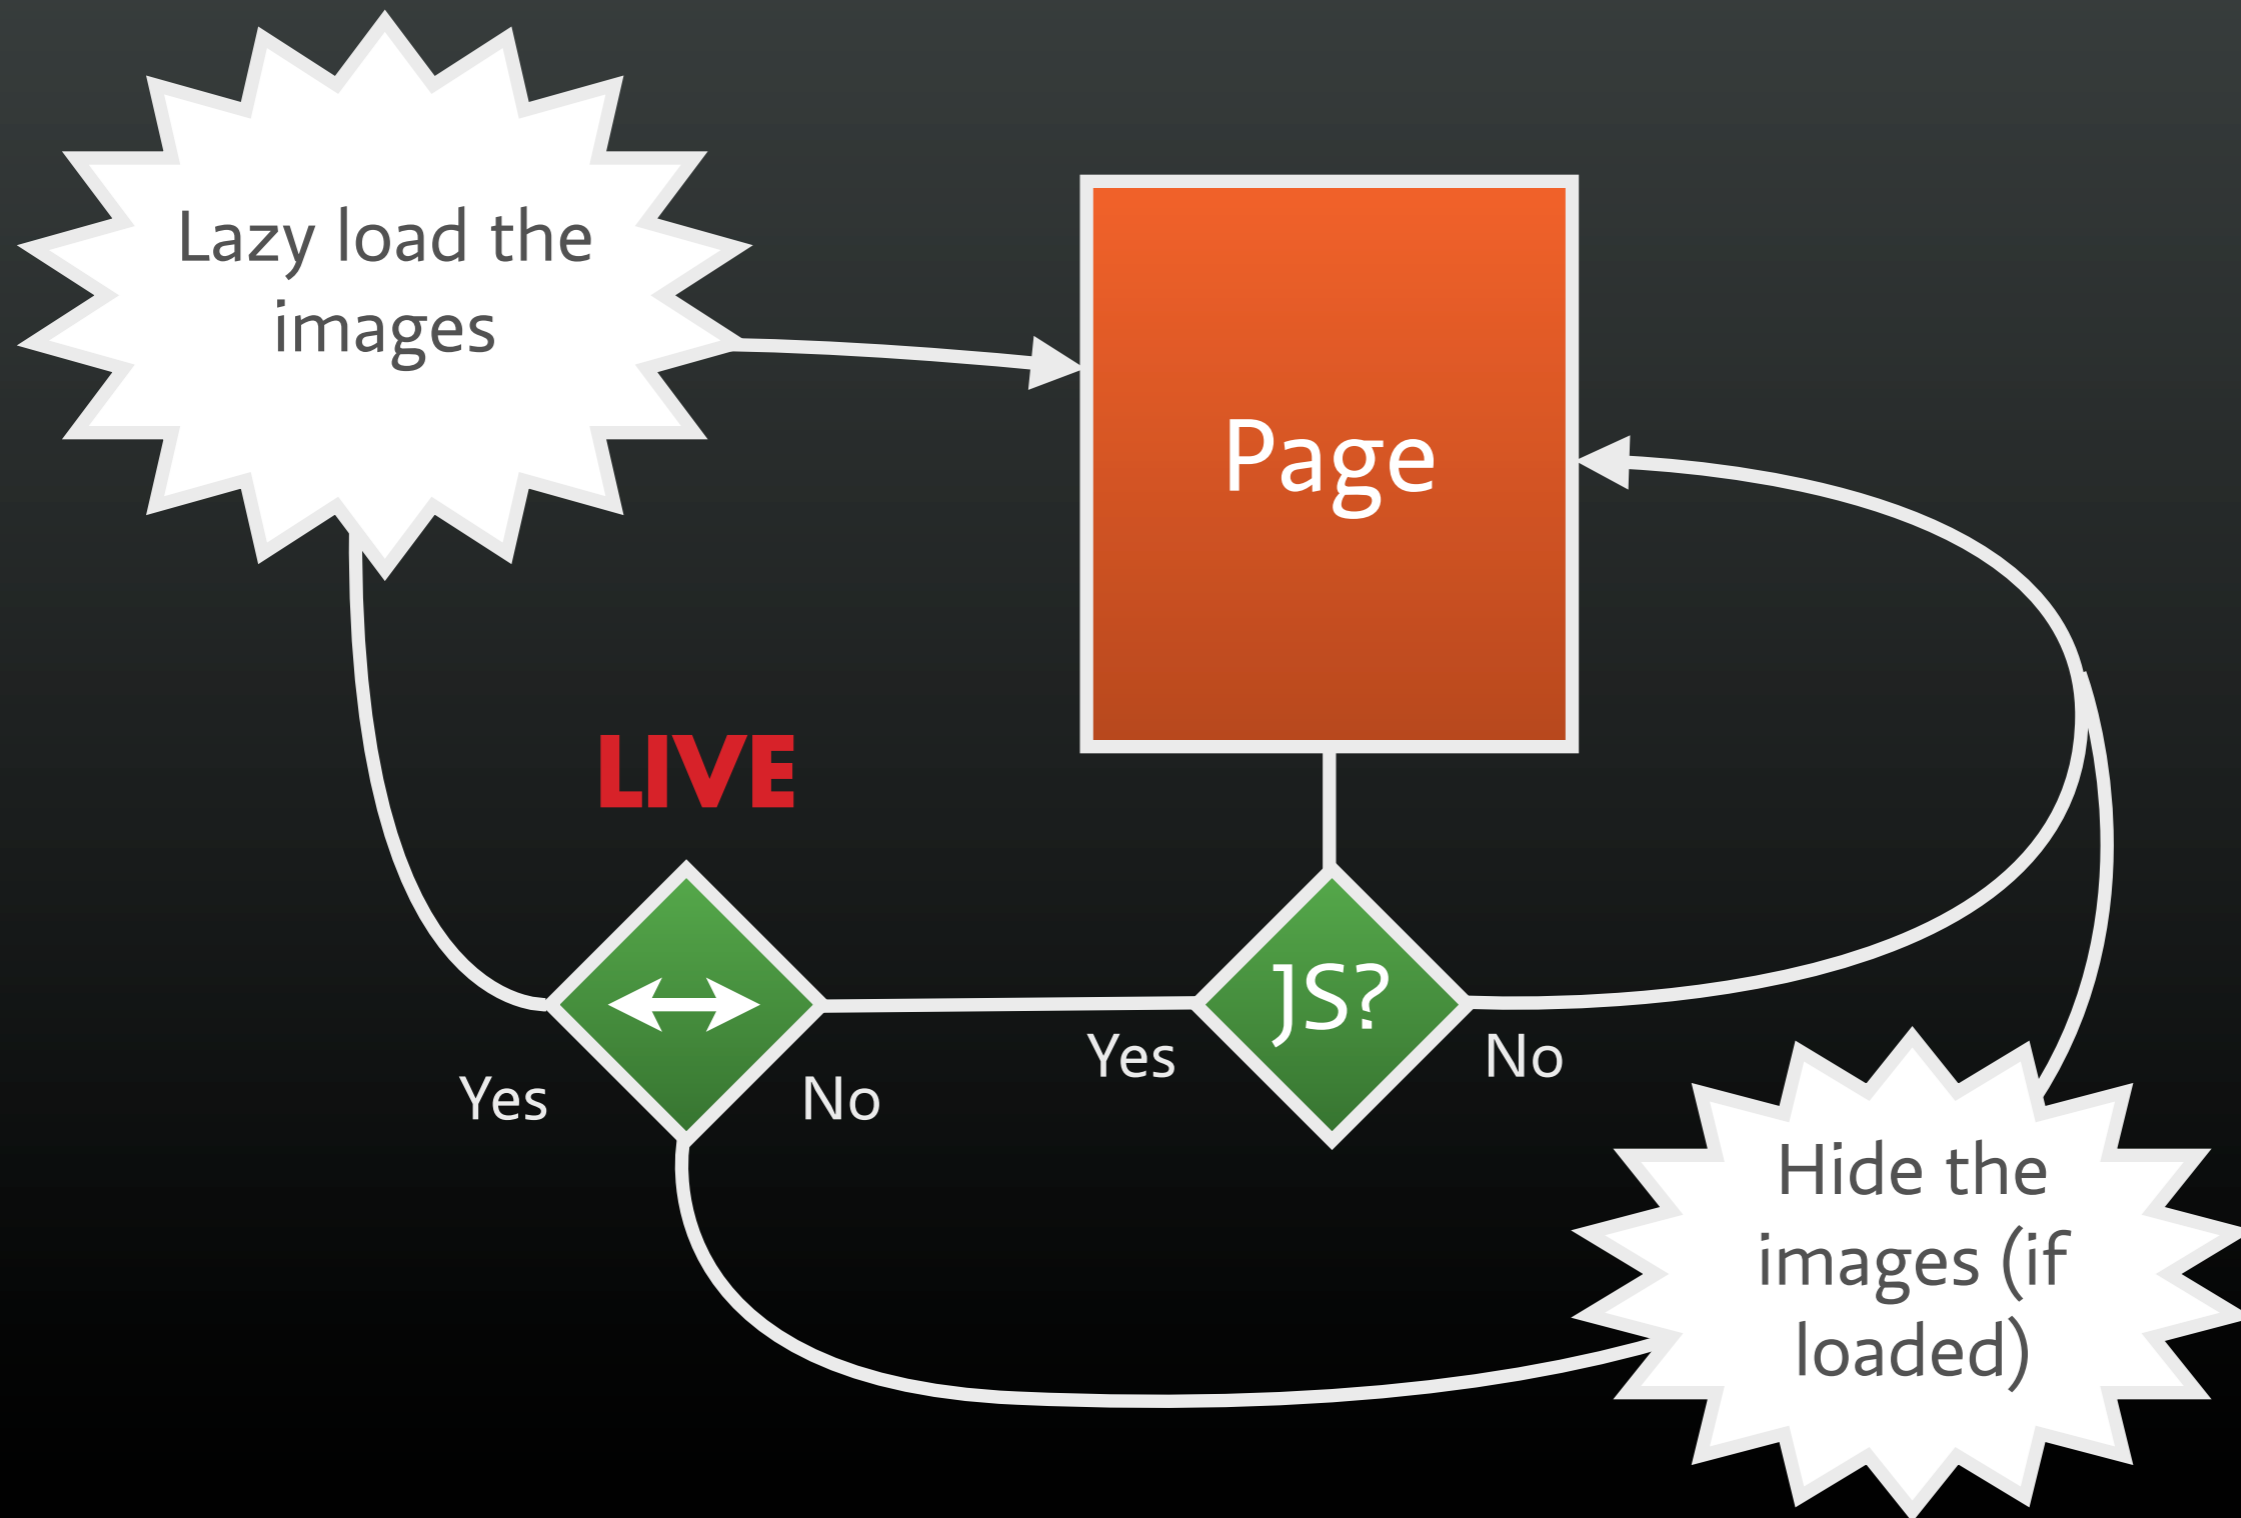 Lazy load the
images
Page
LIVE
JS?
Yes
No
Yes
No
Hide the
images (if
loaded)